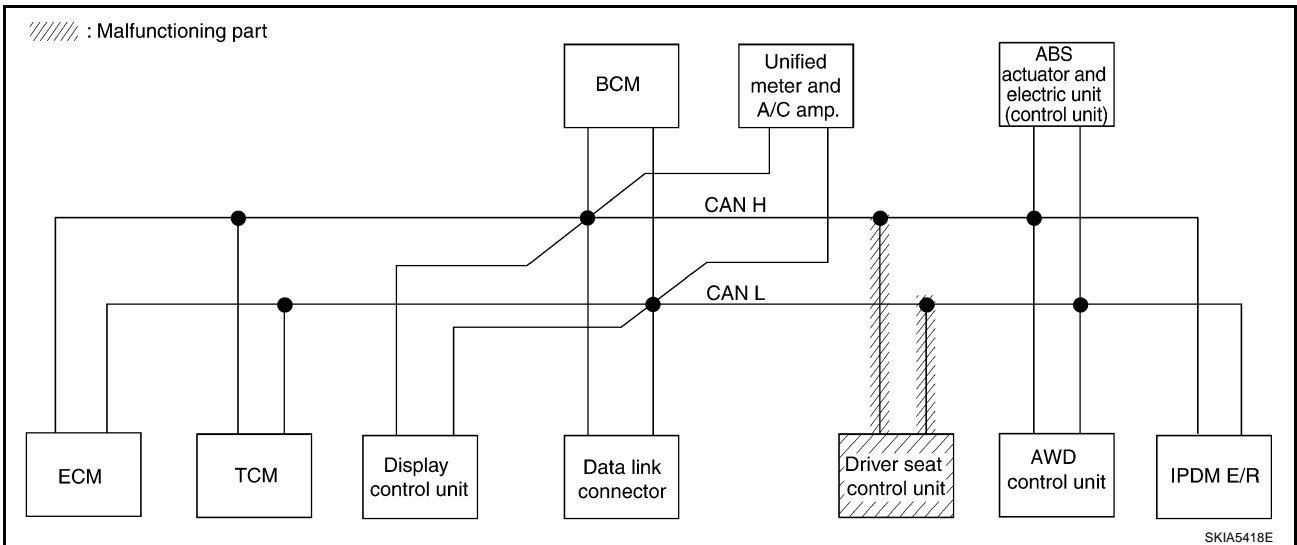 : Malfunctioning part
BCM
Unified
meter and
A/C amp.
ABS
actuator and
electric unit
(control unit)
CAN H
CAN L
ECM
TCM
Display
control unit
Data link
connector
Driver seat
control unit
AWD
control unit
IPDM E/R
SKIA5418E